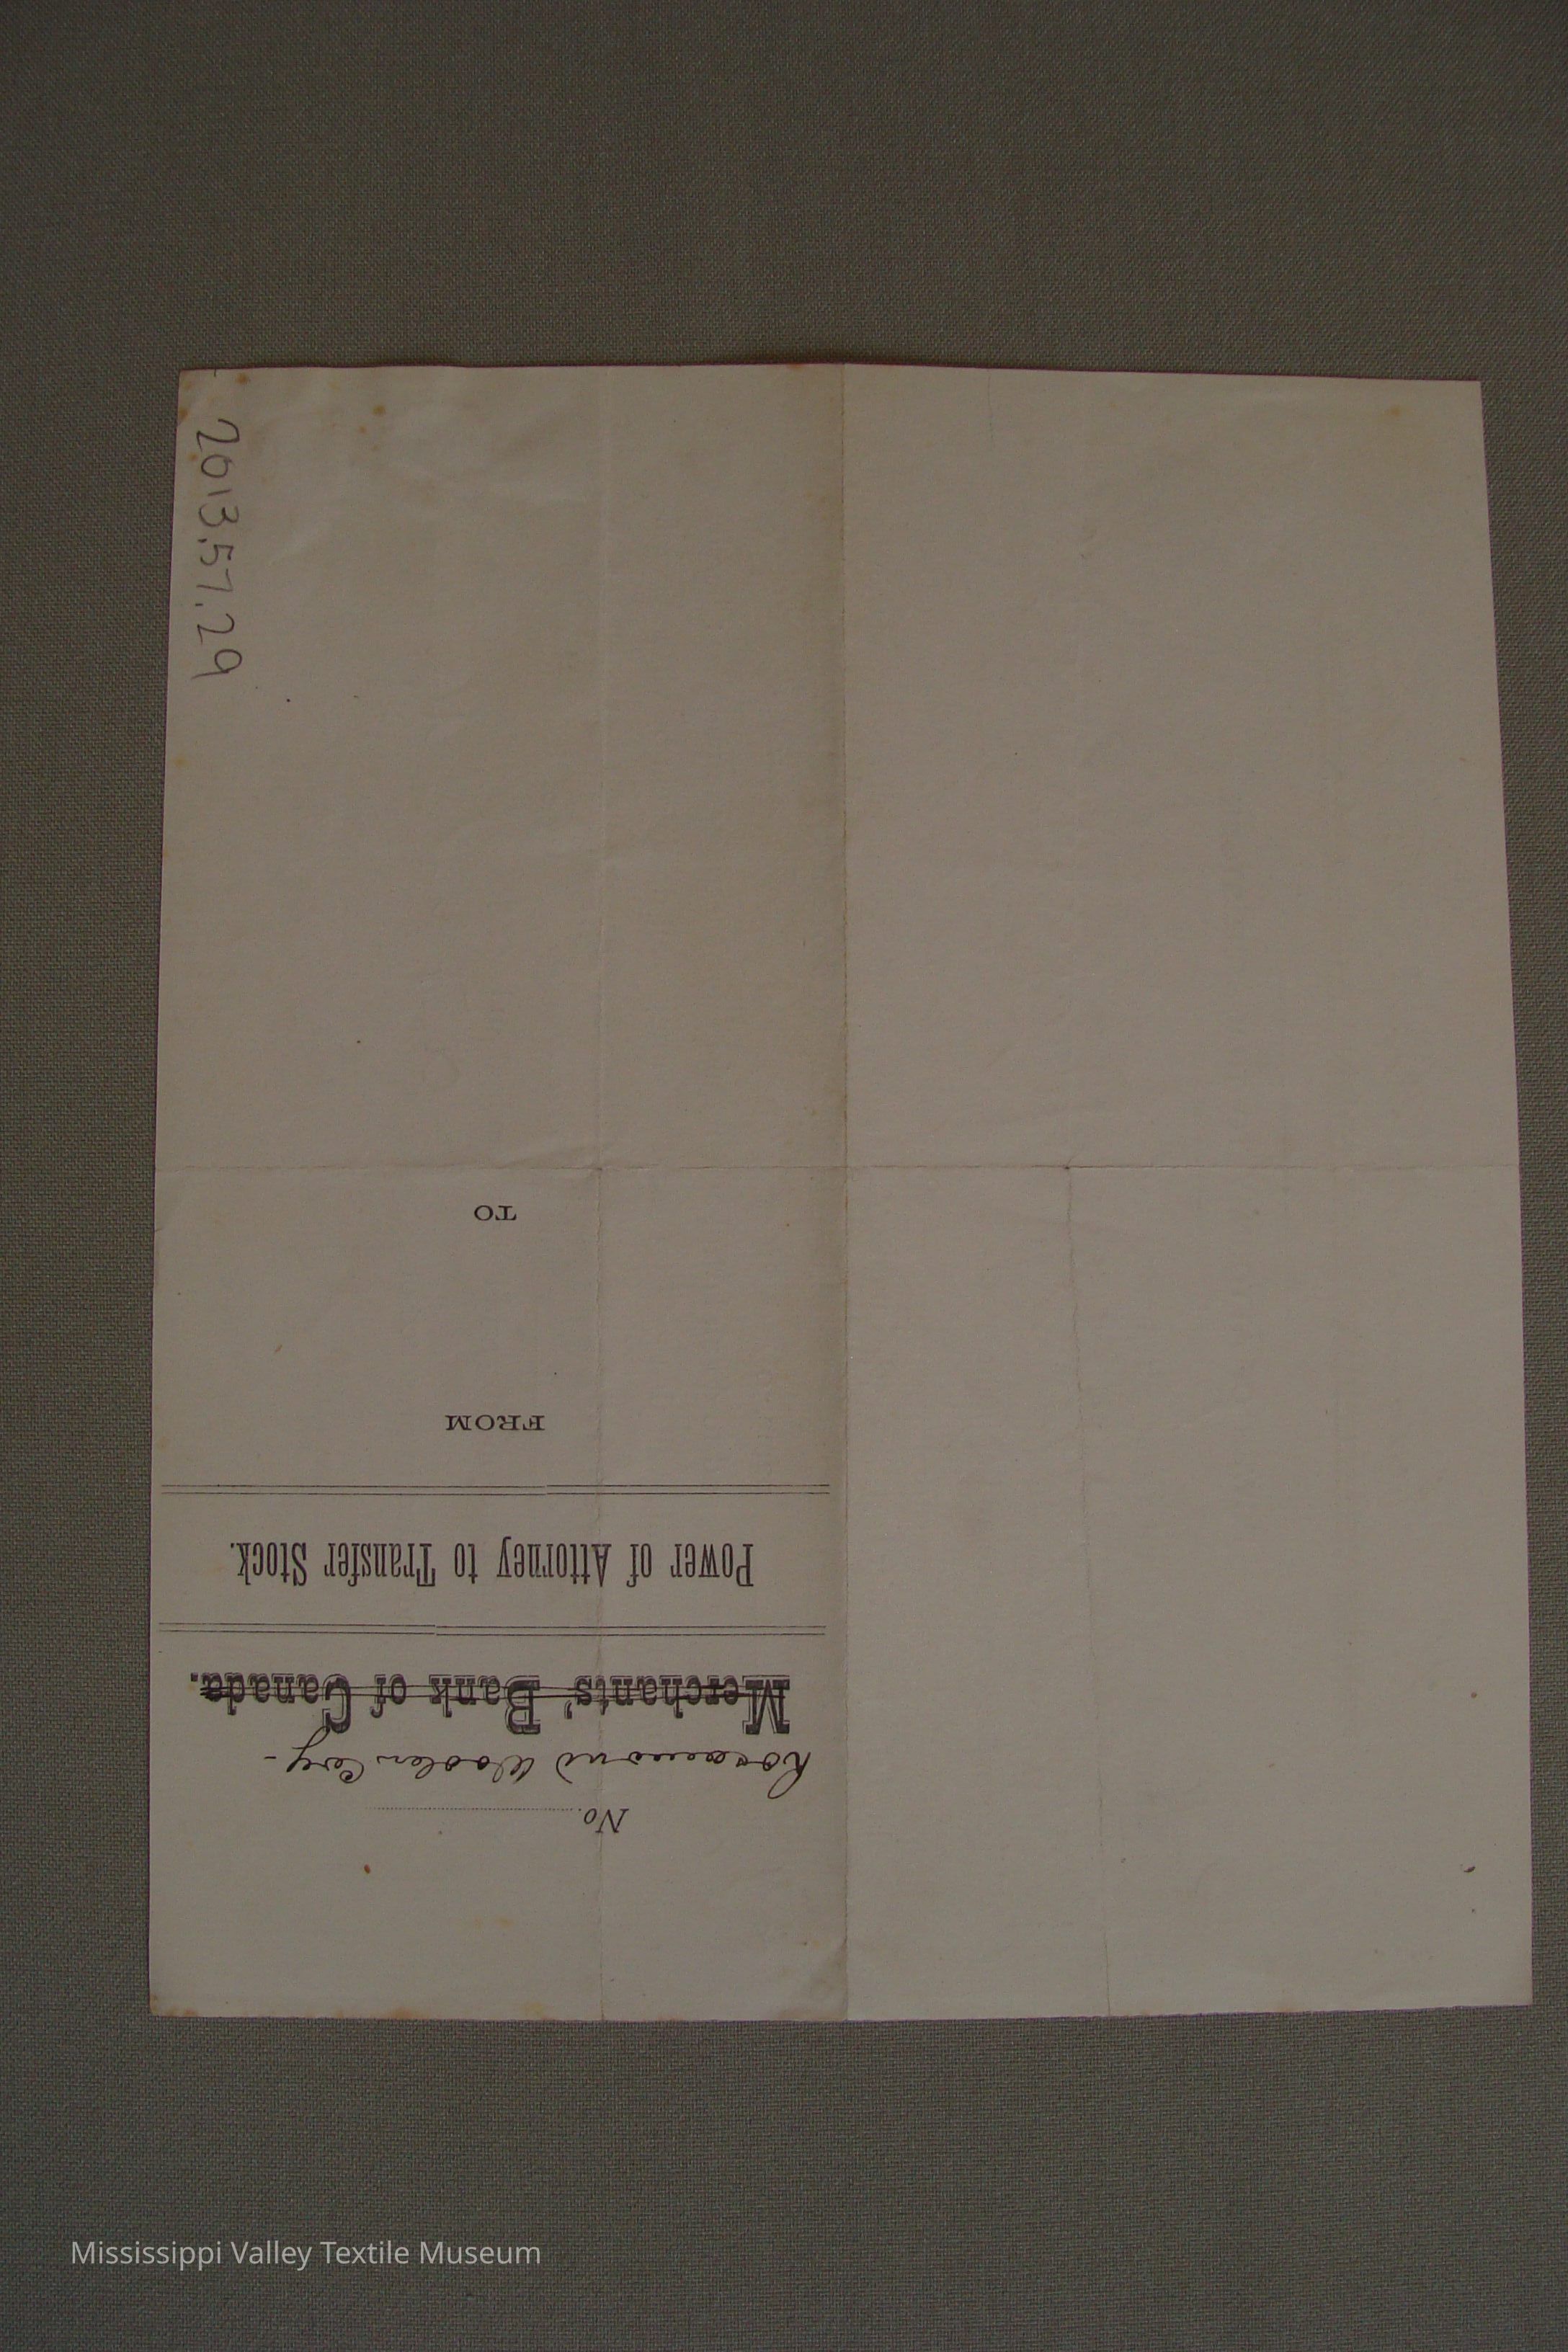 No.
Rosamond Woolen Coy-
Merchants' Bank of Canada.
Power of Attorney to Transfer Stock.
FROM
TO
2013.57.29
Mississippi Valley Textile Museum